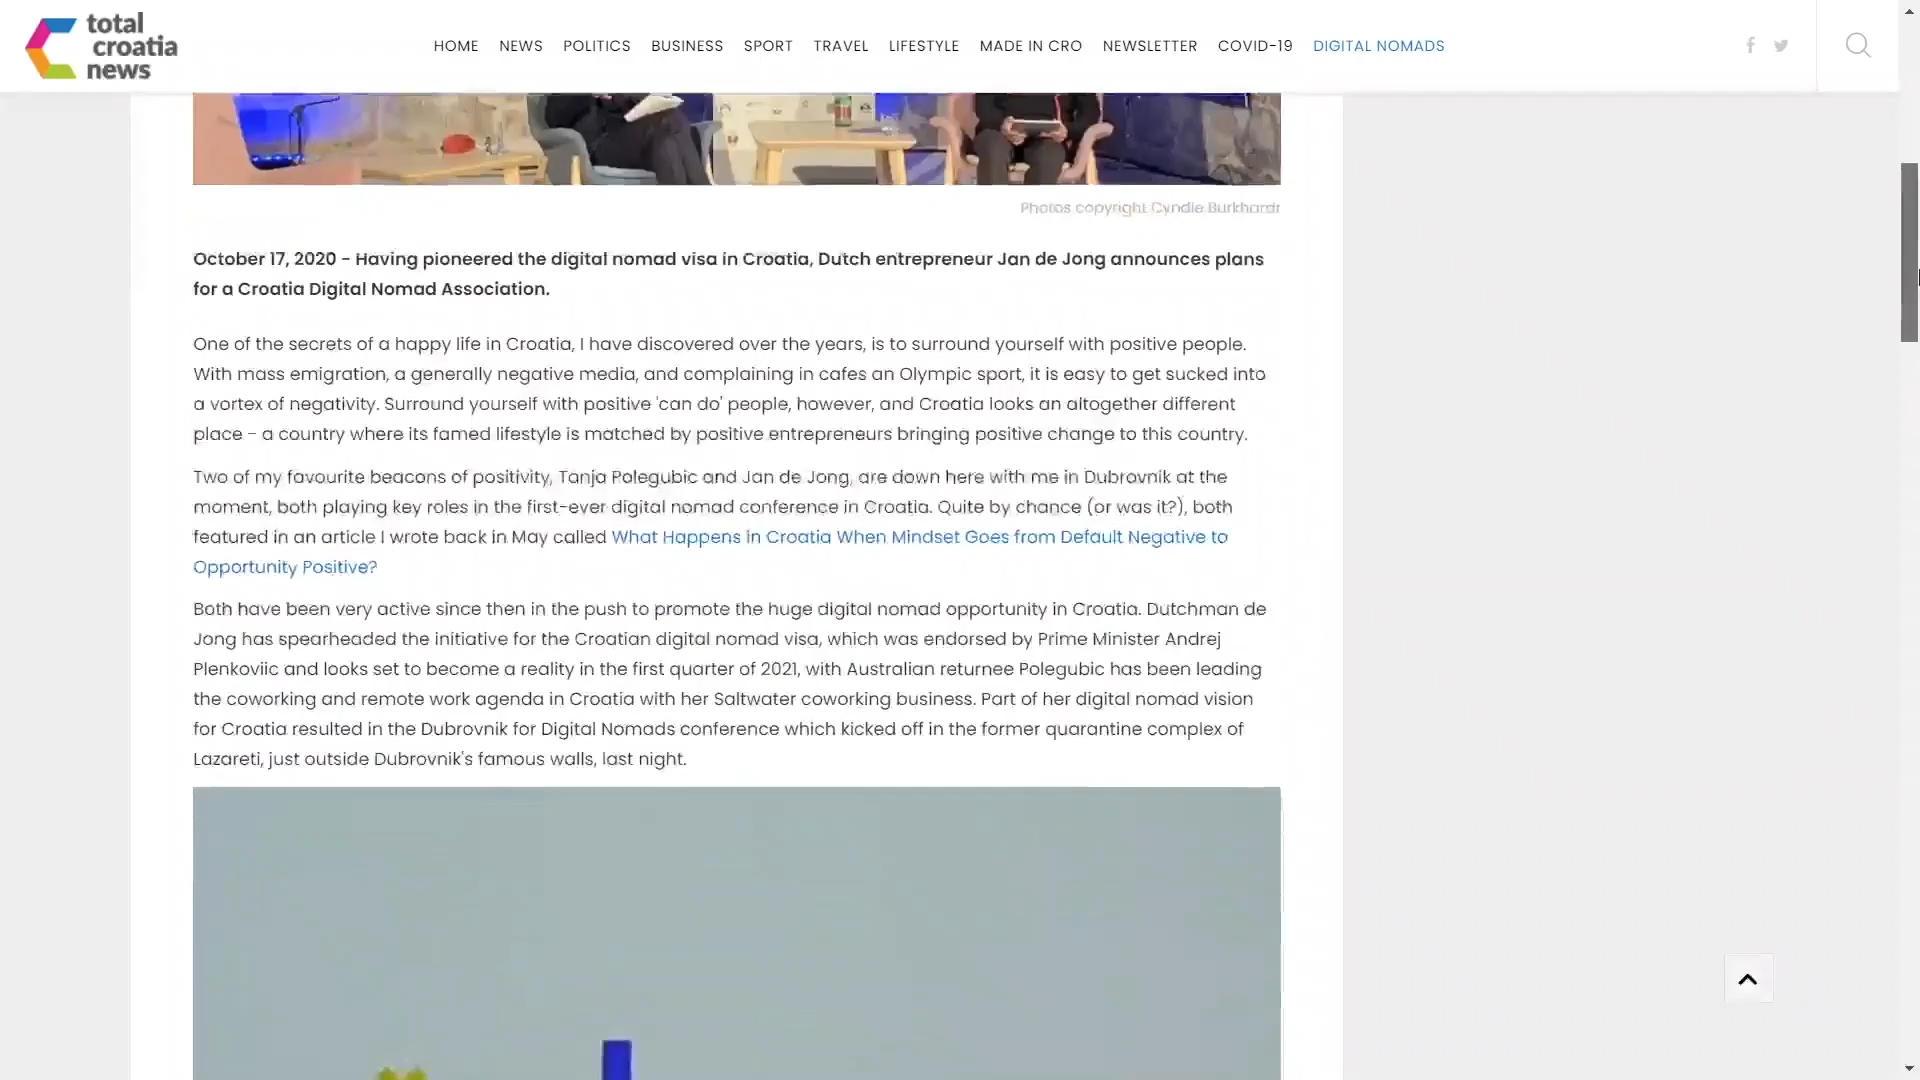 total
croatia
news
HOME NEWS POLITICS BUSINESS SPORT TRAVEL LIFESTYLE MADE IN CRO NEWSLETTER COVID-19 DIGITAL NOMADS
Photos copyright Cyndie Burkhardt
October 17, 2020 - Having pioneered the digital nomad visa in Croatia, Dutch entrepreneur Jan de Jong announces plans
for a Croatia Digital Nomad Association.
One of the secrets of a happy life in Croatia, I have discovered over the years, is to surround yourself with positive people.
With mass emigration, a generally negative media, and complaining in cafes an Olympic sport, it is easy to get sucked into
a vortex of negativity. Surround yourself with positive 'can do' people, however, and Croatia looks an altogether different
place - a country where its famed lifestyle is matched by positive entrepreneurs bringing positive change to this country.
Two of my favourite beacons of positivity, Tanja Polegubic and Jan de Jong, are down here with me in Dubrovnik at the
moment, both playing key roles in the first-ever digital nomad conference in Croatia. Quite by chance (or was it?), both
featured in an article I wrote back in May called What Happens in Croatia When Mindset Goes from Default Negative to
Opportunity Positive?
Both have been very active since then in the push to promote the huge digital nomad opportunity in Croatia. Dutchman de
Jong has spearheaded the initiative for the Croatian digital nomad visa, which was endorsed by Prime Minister Andrej
Plenkoviic and looks set to become a reality in the first quarter of 2021, with Australian returnee Polegubic has been leading
the coworking and remote work agenda in Croatia with her Saltwater coworking business. Part of her digital nomad vision
for Croatia resulted in the Dubrovnik for Digital Nomads conference which kicked off in the former quarantine complex of
Lazareti, just outside Dubrovnik's famous walls, last night.